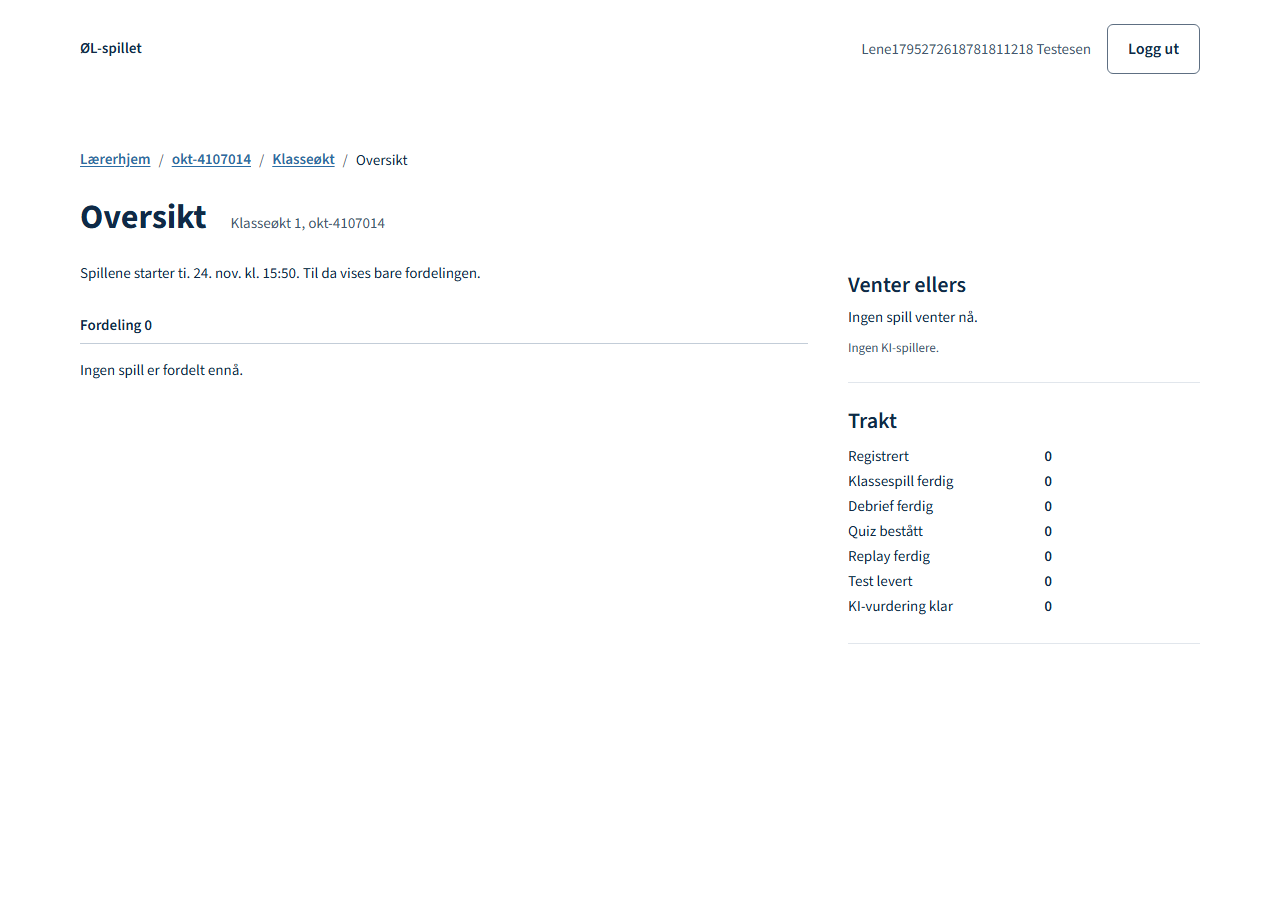 ØL-spillet
Lene1795272618781811218 Testesen
Logg ut
Lærerhjem / okt-4107014 / Klasseøkt / Oversikt
Oversikt
Klasseøkt 1, okt-4107014
Spillene starter ti. 24. nov. kl. 15:50. Til da vises bare fordelingen.
Fordeling 0
Ingen spill er fordelt ennå.
Venter ellers
Ingen spill venter nå.
Ingen KI-spillere.
Trakt
Registrert 0
Klassespill ferdig 0
Debrief ferdig 0
Quiz bestått 0
Replay ferdig 0
Test levert 0
KI-vurdering klar 0